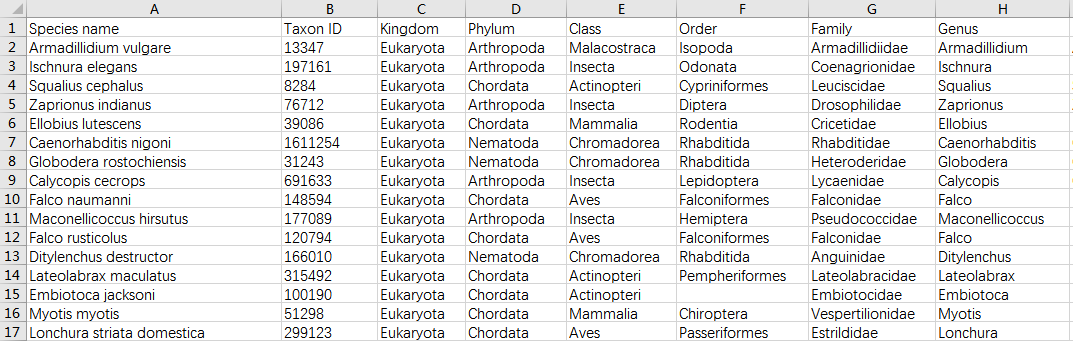 A B C D E F G H
1 Species name Taxon ID Kingdom Phylum Class Order Family Genus
2 Armadillidium vulgare 13347 Eukaryota Arthropoda Malacostraca Isopoda Armadillidiidae Armadillidium
3 Ischnura elegans 197161 Eukaryota Arthropoda Insecta Odonata Coenagrionidae Ischnura
4 Squalius cephalus 8284 Eukaryota Chordata Actinopteri Cypriniformes Leuciscidae Squalius
5 Zaprionus indianus 76712 Eukaryota Arthropoda Insecta Diptera Drosophilidae Zaprionus
6 Ellobius lutescens 39086 Eukaryota Chordata Mammalia Rodentia Cricetidae Ellobius
7 Caenorhabditis nigoni 1611254 Eukaryota Nematoda Chromadorea Rhabditida Rhabditidae Caenorhabditis
8 Globodera rostochiensis 31243 Eukaryota Nematoda Chromadorea Rhabditida Heteroderidae Globodera
9 Calycopis cecrops 691633 Eukaryota Arthropoda Insecta Lepidoptera Lycaenidae Calycopis
10 Falco naumanni 148594 Eukaryota Chordata Aves Falconiformes Falconidae Falco
11 Maconellicoccus hirsutus 177089 Eukaryota Arthropoda Insecta Hemiptera Pseudococcidae Maconellicoccus
12 Falco rusticolus 120794 Eukaryota Chordata Aves Falconiformes Falconidae Falco
13 Ditylenchus destructor 166010 Eukaryota Nematoda Chromadorea Rhabditida Anguinidae Ditylenchus
14 Lateolabrax maculatus 315492 Eukaryota Chordata Actinopteri Pempheriformes Lateolabracidae Lateolabrax
15 Embiotoca jacksoni 100190 Eukaryota Chordata Actinopteri Embiotocidae Embiotoca
16 Myotis myotis 51298 Eukaryota Chordata Mammalia Chiroptera Vespertilionidae Myotis
17 Lonchura striata domestica 299123 Eukaryota Chordata Aves Passeriformes Estrildidae Lonchura